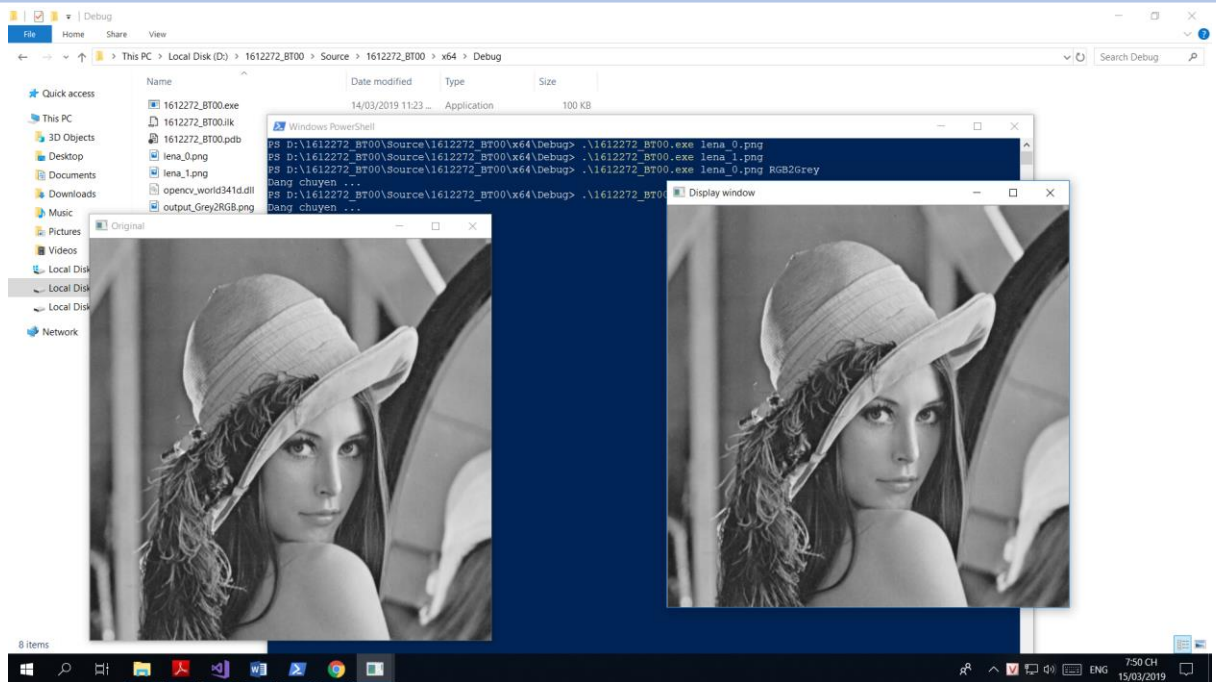 Debug
File Home Share View
This PC > Local Disk (D:) > 1612272_BT00 > Source > 1612272_BT00 > x64 > Debug
Search Debug
Name Date modified Type Size
Quick access
This PC
3D Objects
Desktop
Documents
Downloads
Music
Pictures
Videos
Local Disk
Local Disk
Local Disk
Network
1612272_BT00.exe 14/03/2019 11:23 ... Application 100 KB
1612272_BT00.ilk
1612272_BT00.pdb
lena_0.png
lena_1.png
opencv_world341d.dll
output_Grey2RGB.png
Windows PowerShell
PS D:\1612272_BT00\Source\1612272_BT00\x64\Debug> .\1612272_BT00.exe lena_0.png
PS D:\1612272_BT00\Source\1612272_BT00\x64\Debug> .\1612272_BT00.exe lena_1.png
PS D:\1612272_BT00\Source\1612272_BT00\x64\Debug> .\1612272_BT00.exe lena_0.png RGB2Grey
Dang chuyen ...
PS D:\1612272_BT00\Source\1612272_BT00\x64\Debug> .\1612272_BT00
Dang chuyen ...
Original
Display window
8 items
ENG
7:50 CH
15/03/2019